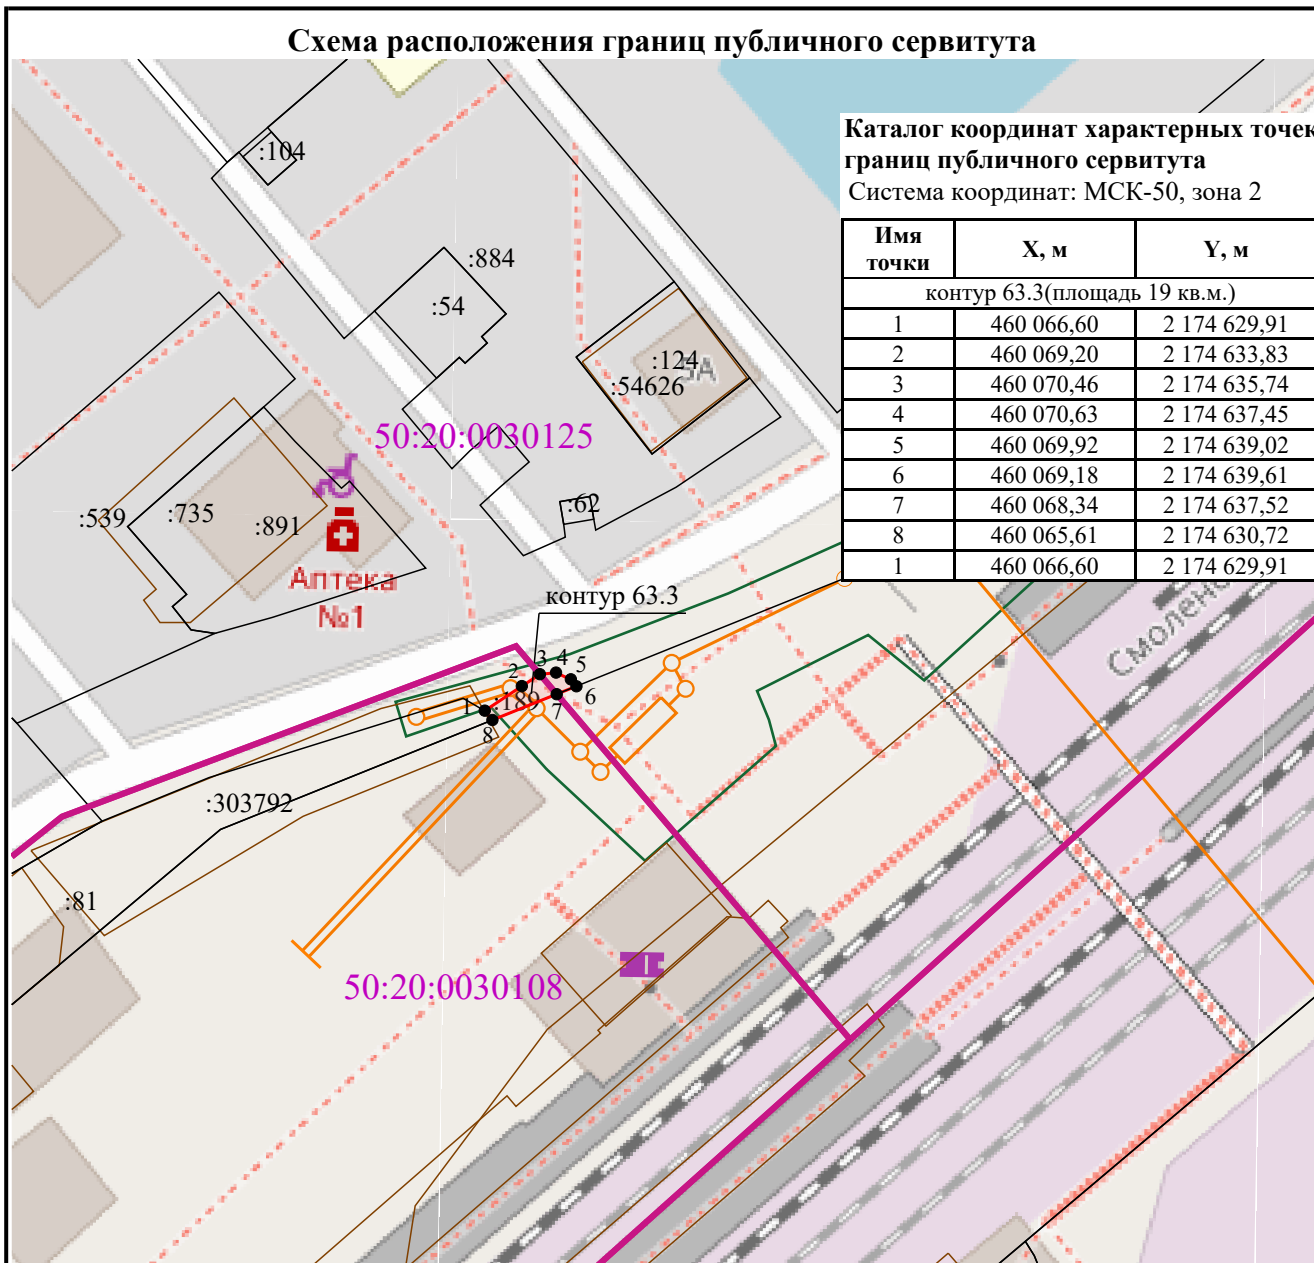 Схема расположения границ публичного сервитута
Каталог координат характерных точек
границ публичного сервитута
Система координат: МСК-50, зона 2
Имя точки X, м Y, м
контур 63.3(площадь 19 кв.м.)
1 460 066,60 2 174 629,91
2 460 069,20 2 174 633,83
3 460 070,46 2 174 635,74
4 460 070,63 2 174 637,45
5 460 069,92 2 174 639,02
6 460 069,18 2 174 639,61
7 460 068,34 2 174 637,52
8 460 065,61 2 174 630,72
1 460 066,60 2 174 629,91
:104
:884
:54
:124
5А
:54626
50:20:0030125
:62
:539
:735
:891
Аптека
№1
контур 63.3
1
2
3
4
5
6
7
8
:189
:303792
:81
50:20:0030108